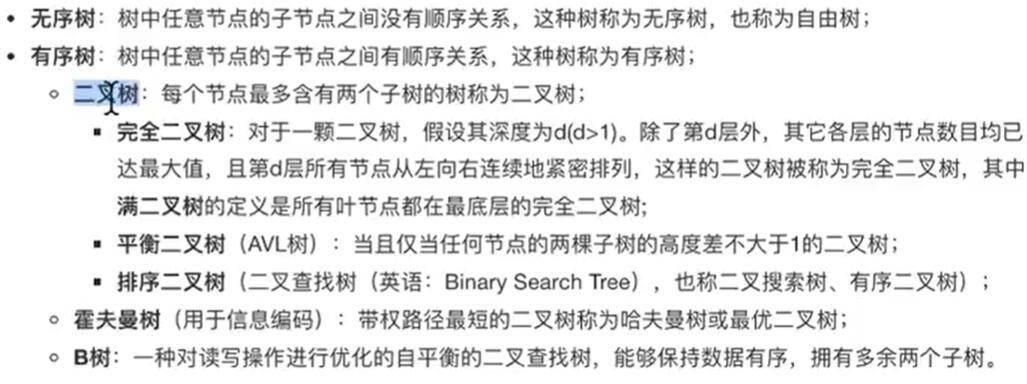 • 无序树：树中任意节点的子节点之间没有顺序关系，这种树称为无序树，也称为自由树；
• 有序树：树中任意节点的子节点之间有顺序关系，这种树称为有序树；
○ 二叉树：每个节点最多含有两个子树的树称为二叉树；
▪ 完全二叉树：对于一颗二叉树，假设其深度为d(d>1)。除了第d层外，其它各层的节点数目均已
达最大值，且第d层所有节点从左向右连续地紧密排列，这样的二叉树被称为完全二叉树，其中
满二叉树的定义是所有叶节点都在最底层的完全二叉树;
▪ 平衡二叉树（AVL树）：当且仅当任何节点的两棵子树的高度差不大于1的二叉树；
▪ 排序二叉树（二叉查找树（英语：Binary Search Tree），也称二叉搜索树、有序二叉树）；
○ 霍夫曼树（用于信息编码）：带权路径最短的二叉树称为哈夫曼树或最优二叉树；
○ B树：一种对读写操作进行优化的自平衡的二叉查找树，能够保持数据有序，拥有多余两个子树。